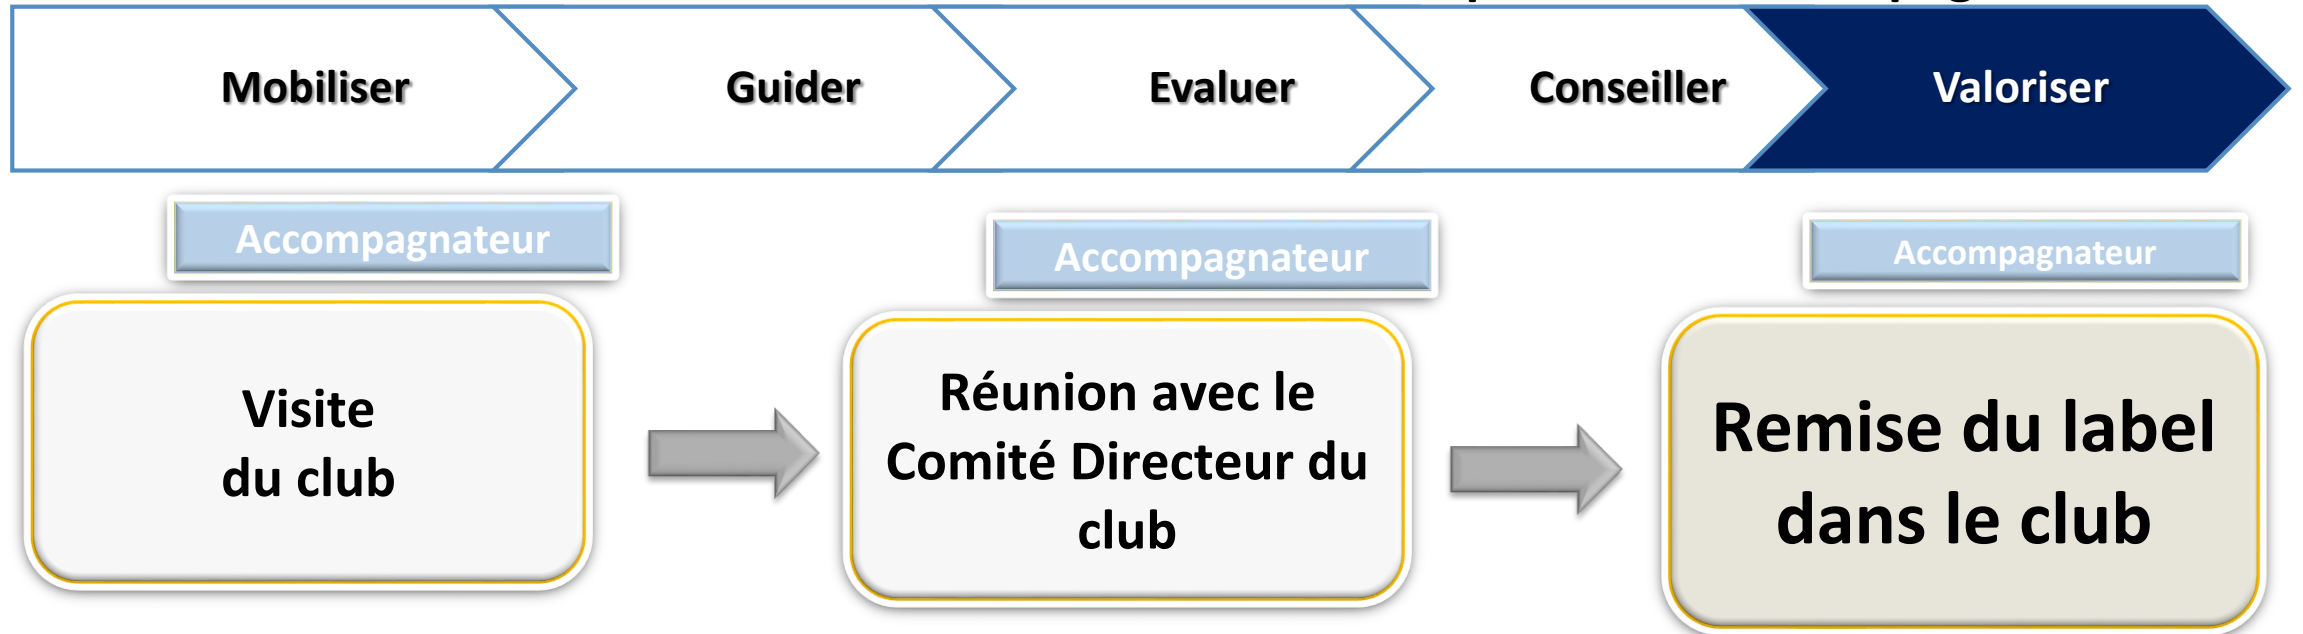 Mobiliser
Guider
Evaluer
Conseiller
Valoriser
Accompagnateur
Accompagnateur
Accompagnateur
Visite
du club
Réunion avec le
Comité Directeur du
club
Remise du label
dans le club